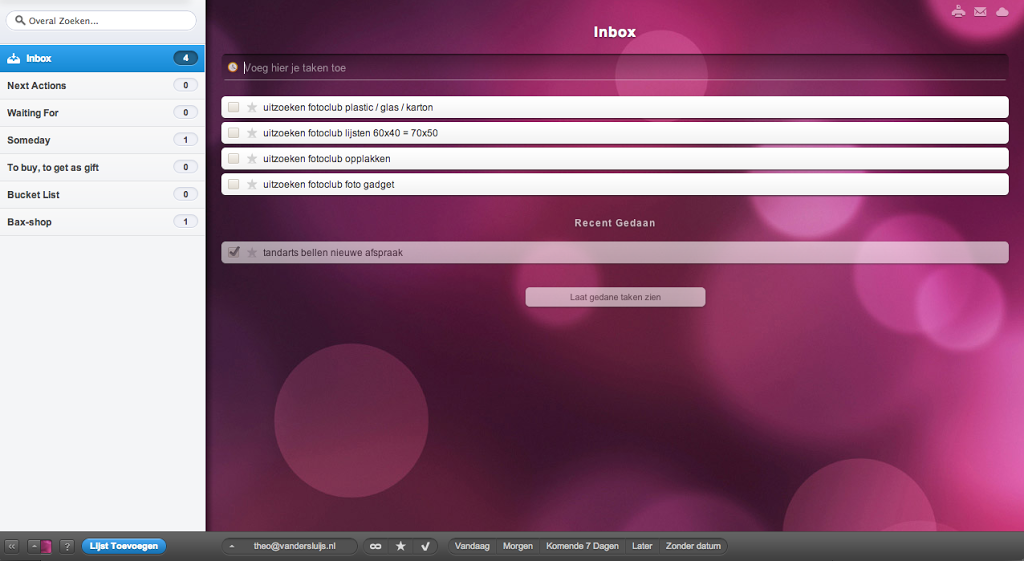 Overal Zoeken...
Inbox 4
Next Actions 0
Waiting For 0
Someday 1
To buy, to get as gift 0
Bucket List 0
Bax-shop 1
Inbox
Voeg hier je taken toe
uitzoeken fotoclub plastic / glas / karton
uitzoeken fotoclub lijsten 60x40 = 70x50
uitzoeken fotoclub opplakken
uitzoeken fotoclub foto gadget
Recent Gedaan
tandarts bellen nieuwe afspraak
Laat gedane taken zien
? Lijst Toevoegen theo@vandersluijs.nl Vandaag Morgen Komende 7 Dagen Later Zonder datum